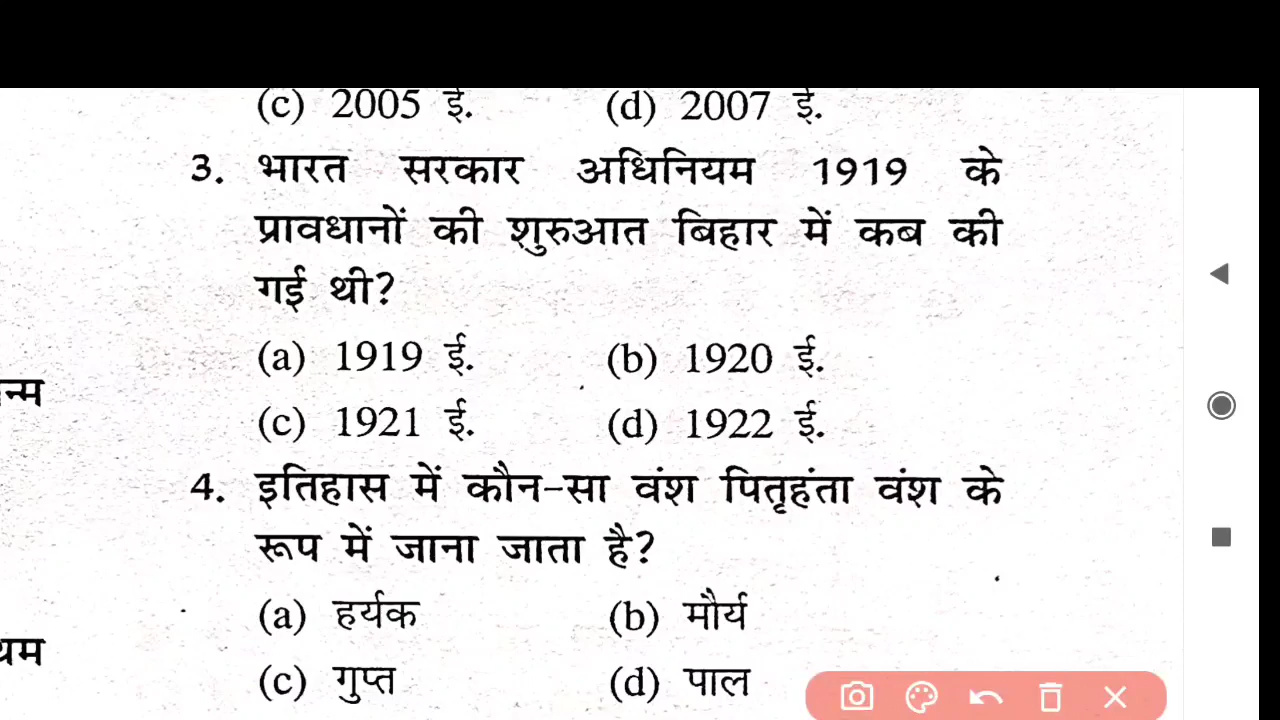 (c) 2005 ई. (d) 2007 ई.
3. भारत सरकार अधिनियम 1919 के
प्रावधानों की शुरुआत बिहार में कब की
गई थी?
(a) 1919 ई. (b) 1920 ई.
(c) 1921 ई. (d) 1922 ई.
4. इतिहास में कौन-सा वंश पितृहंता वंश के
रूप में जाना जाता है?
(a) हर्यक (b) मौर्य
(c) गुप्त (d) पाल